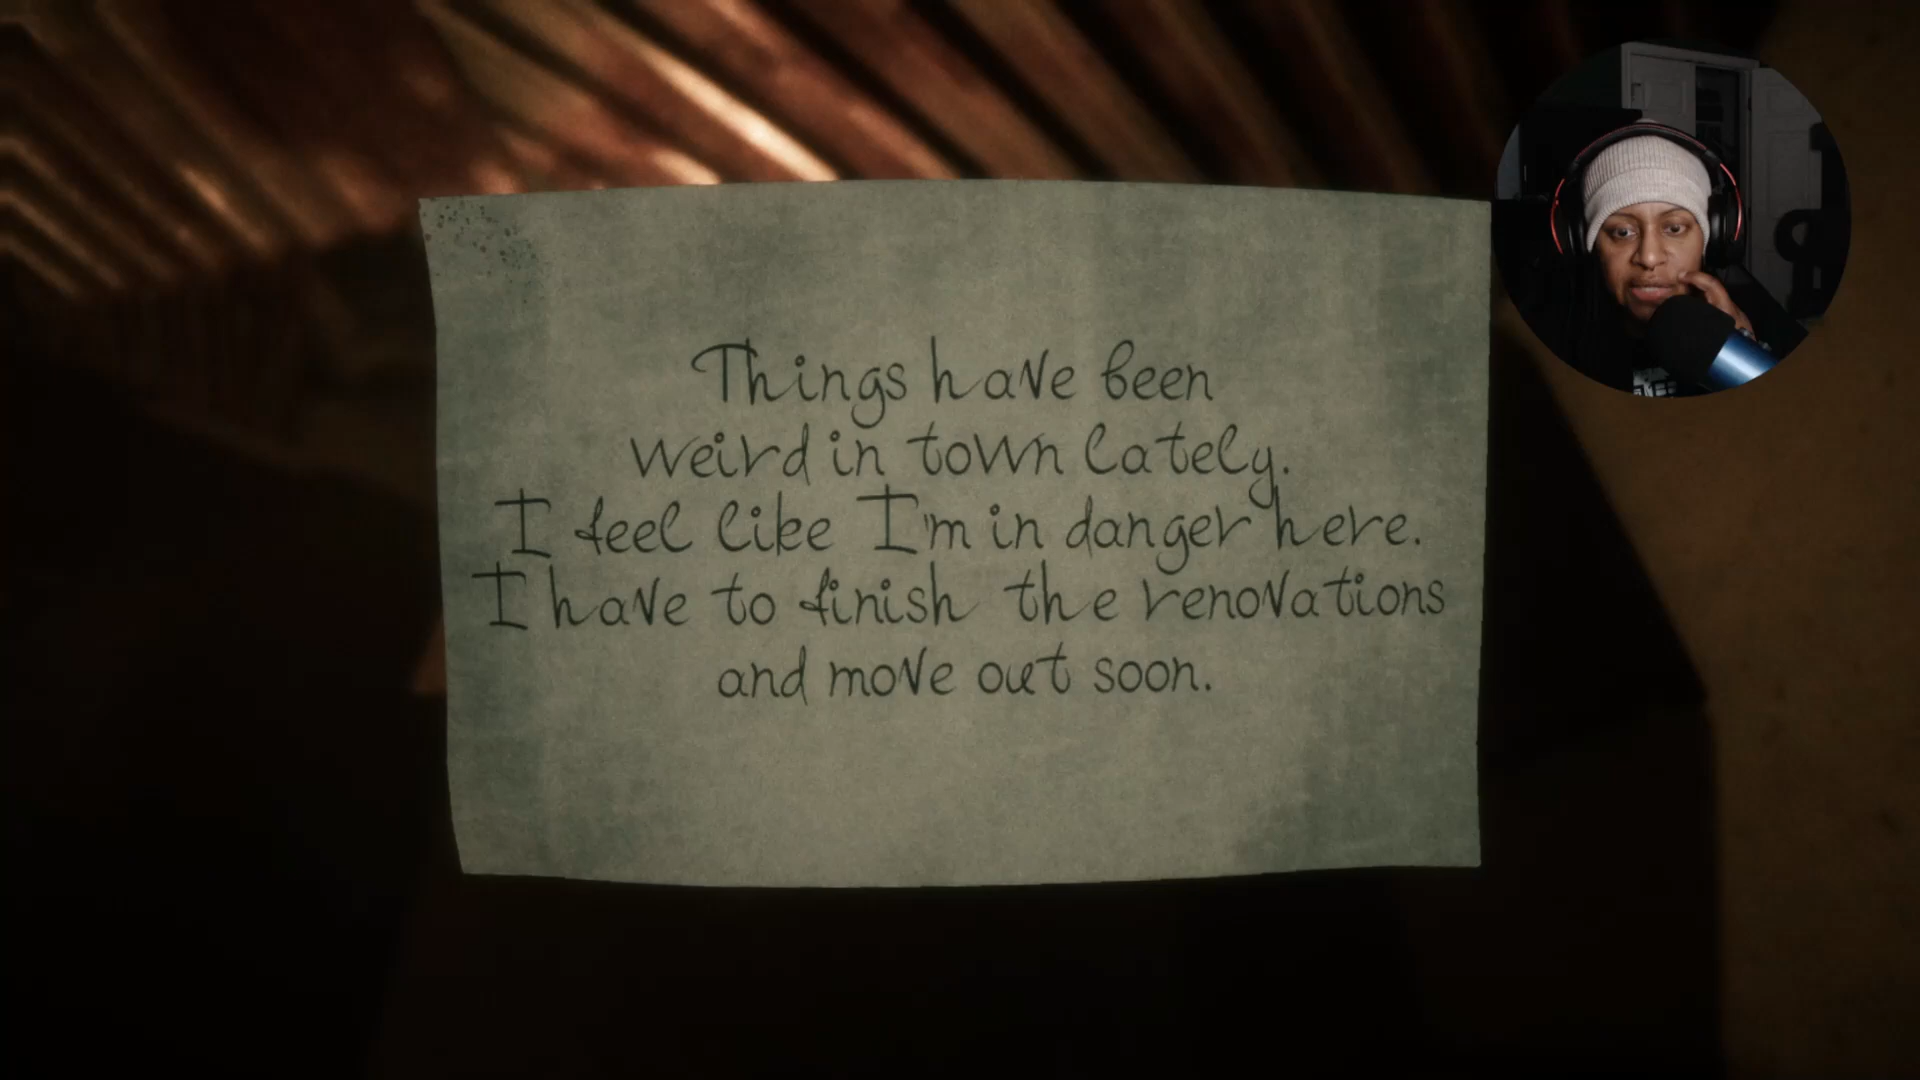 Things have been
weird in town lately.
I feel like I'm in danger here.
I have to finish the renovations
and move out soon.